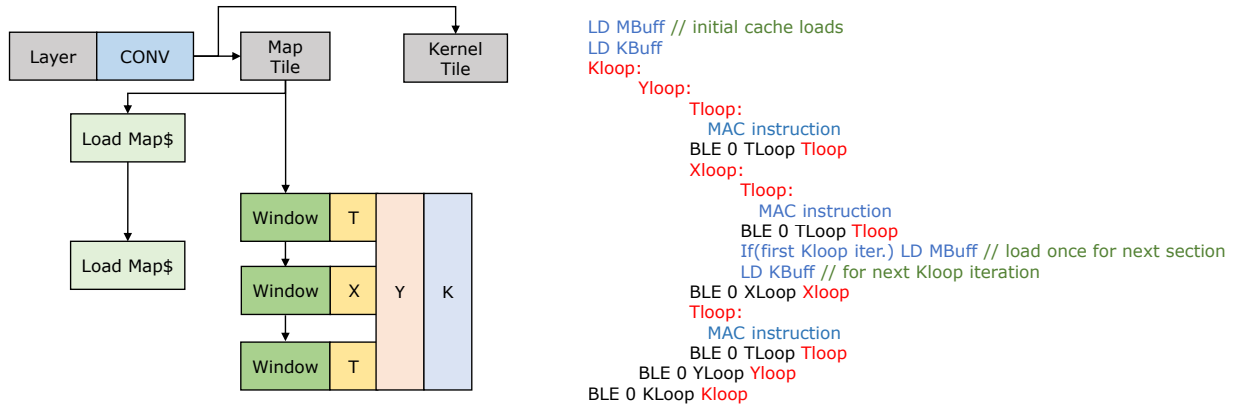 Layer
CONV
Map
Tile
Kernel
Tile
Load Map$
Load Map$
Window
T
Window
X
Window
T
Y
K
LD MBuff // initial cache loads
LD KBuff
Kloop:
Yloop:
Tloop:
MAC instruction
BLE 0 TLoop Tloop
Xloop:
Tloop:
MAC instruction
BLE 0 TLoop Tloop
If(first Kloop iter.) LD MBuff // load once for next section
LD KBuff // for next Kloop iteration
BLE 0 XLoop Xloop
Tloop:
MAC instruction
BLE 0 TLoop Tloop
BLE 0 YLoop Yloop
BLE 0 KLoop Kloop